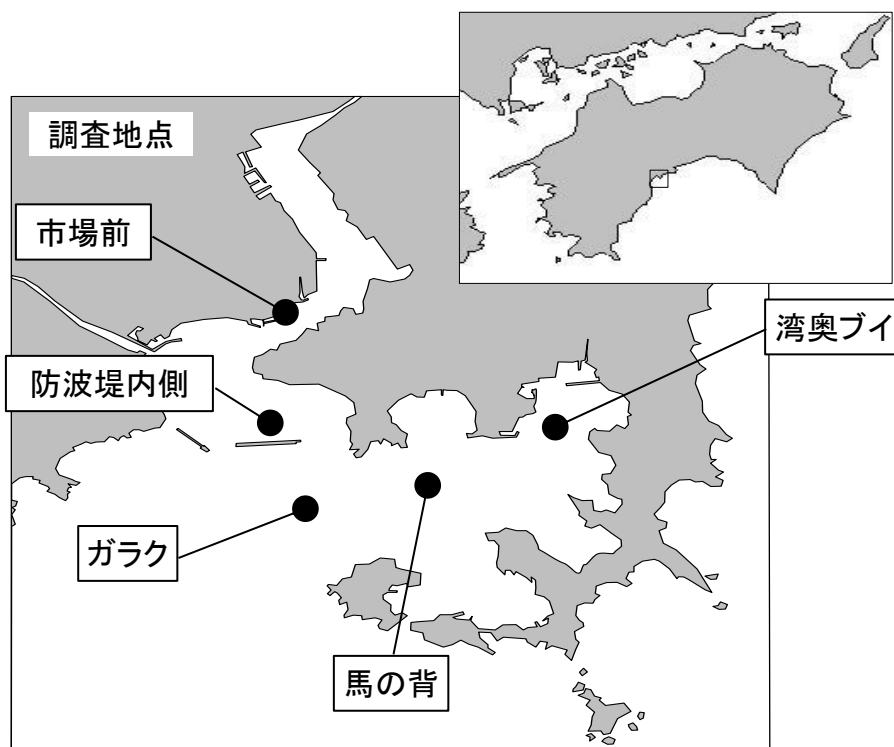 調査地点
市場前
湾奥ブイ
防波堤内側
ガラク
馬の背